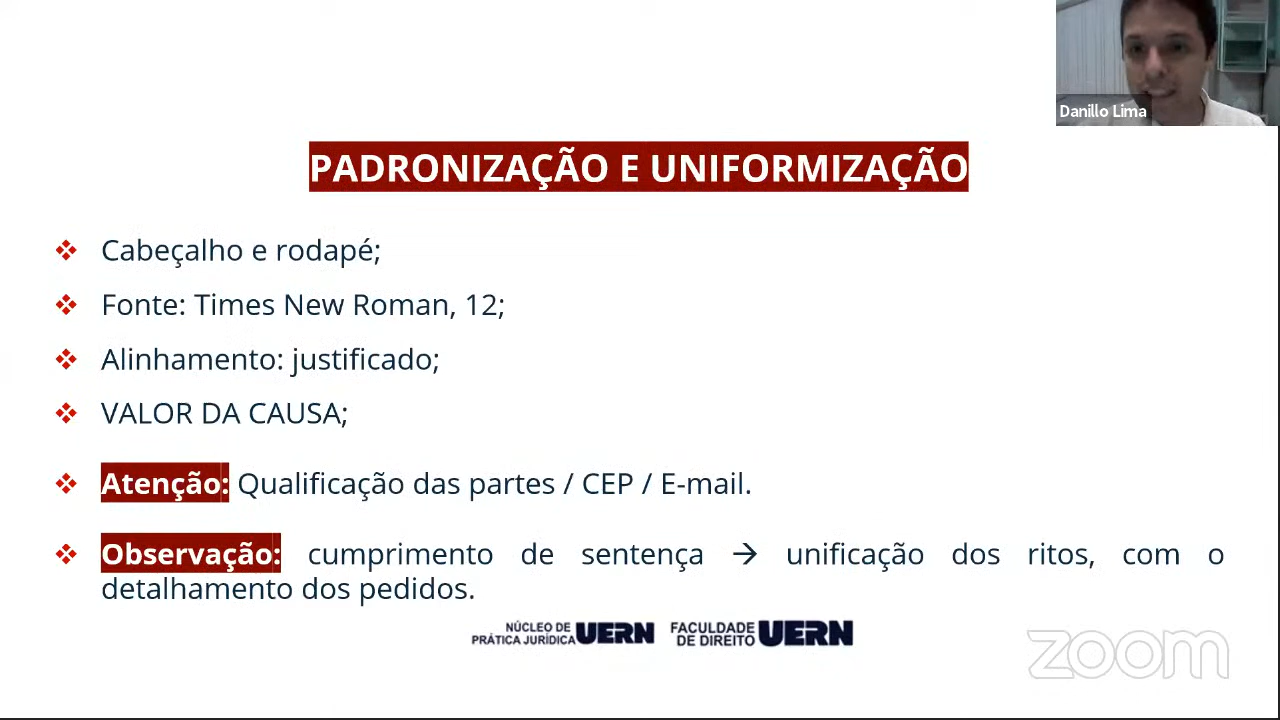 Danillo Lima
PADRONIZAÇÃO E UNIFORMIZAÇÃO
Cabeçalho e rodapé;
Fonte: Times New Roman, 12;
Alinhamento: justificado;
VALOR DA CAUSA;
Atenção: Qualificação das partes / CEP / E-mail.
Observação: cumprimento de sentença → unificação dos ritos, com o
detalhamento dos pedidos.
NÚCLEO DE
PRÁTICA JURÍDICA UERN
FACULDADE
DE DIREITO UERN
zoom